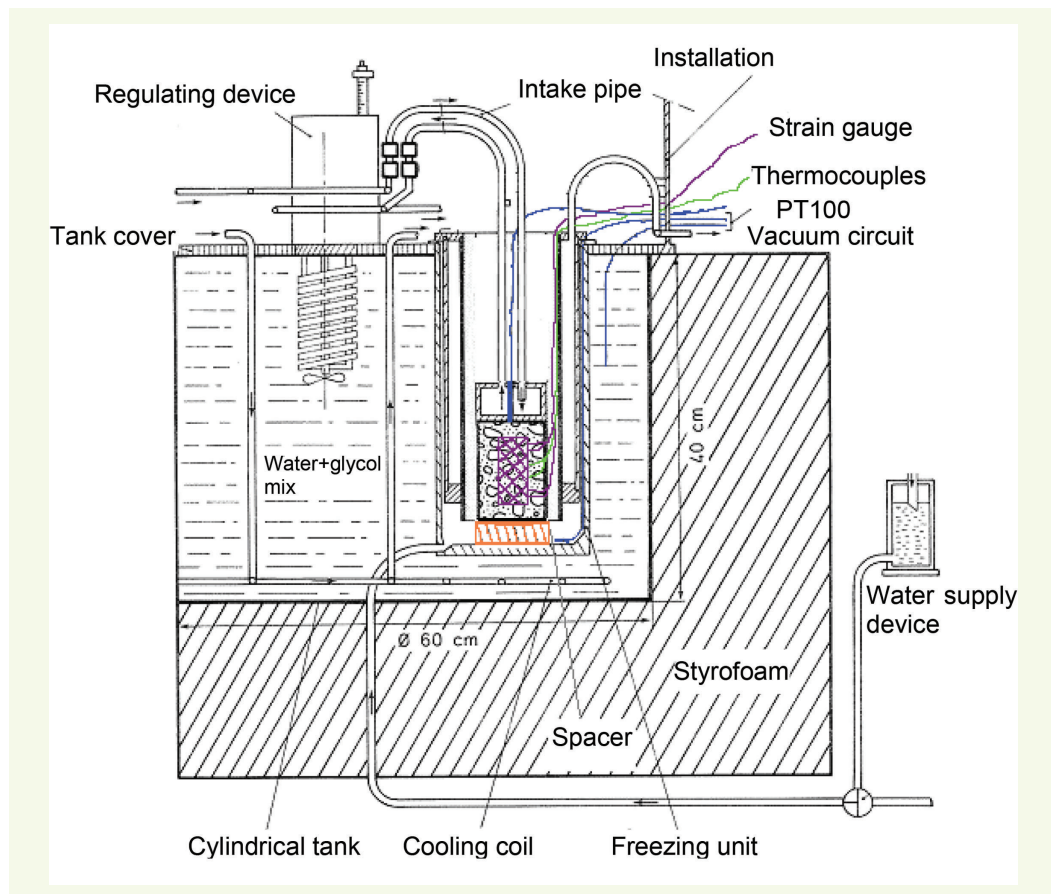 Installation
Regulating device
Intake pipe
Strain gauge
Thermocouples
PT100
Tank cover
Vacuum circuit
40 cm
Water+glycol
mix
Water supply
device
Ø 60 cm
Styrofoam
Spacer
Cylindrical tank
Cooling coil
Freezing unit